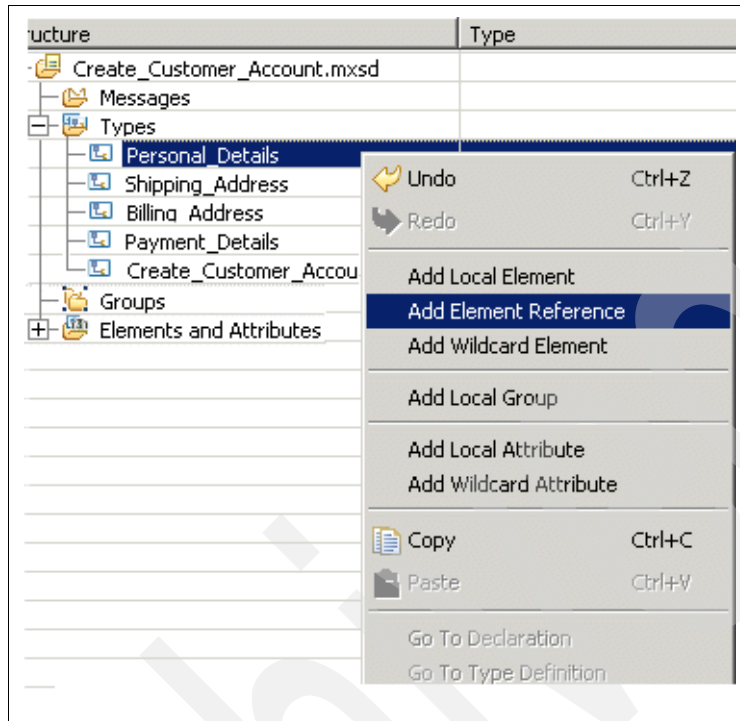 ucture Type
Create_Customer_Account.mxsd
Messages
Types
Personal_Details
Shipping_Address
Billing Address
Payment_Details
Create_Customer_Accou
Groups
Elements and Attributes
Undo Ctrl+Z
Redo Ctrl+Y
Add Local Element
Add Element Reference
Add Wildcard Element
Add Local Group
Add Local Attribute
Add Wildcard Attribute
Copy Ctrl+C
Paste Ctrl+V
Go To Declaration
Go To Type Definition